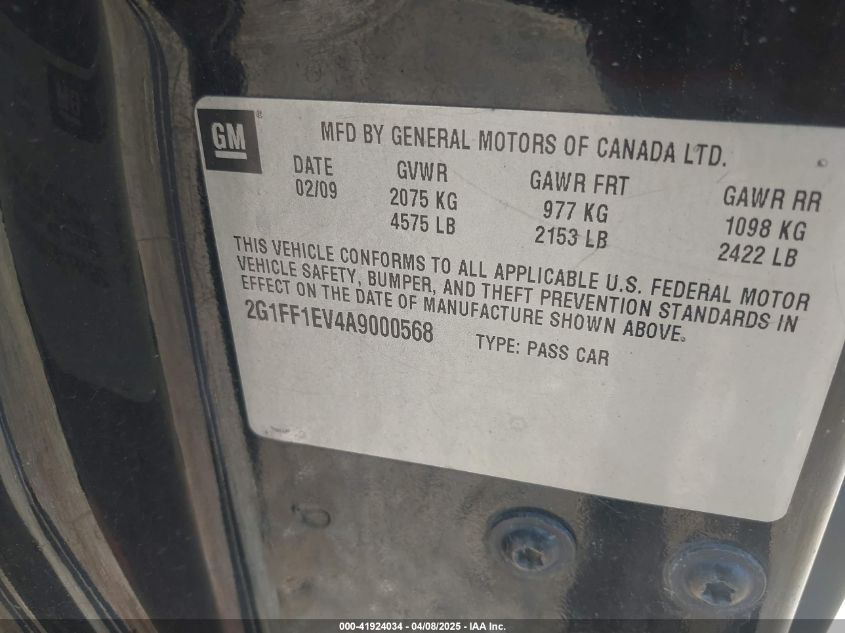 GM
MFD BY GENERAL MOTORS OF CANADA LTD.
DATE GVWR GAWR FRT GAWR RR
02/09 2075 KG 977 KG 1098 KG
4575 LB 2153 LB 2422 LB
THIS VEHICLE CONFORMS TO ALL APPLICABLE U.S. FEDERAL MOTOR
VEHICLE SAFETY, BUMPER, AND THEFT PREVENTION STANDARDS IN
EFFECT ON THE DATE OF MANUFACTURE SHOWN ABOVE.
2G1FF1EV4A9000568 TYPE: PASS CAR
000-41924034 - 04/08/2025 - IAA Inc.